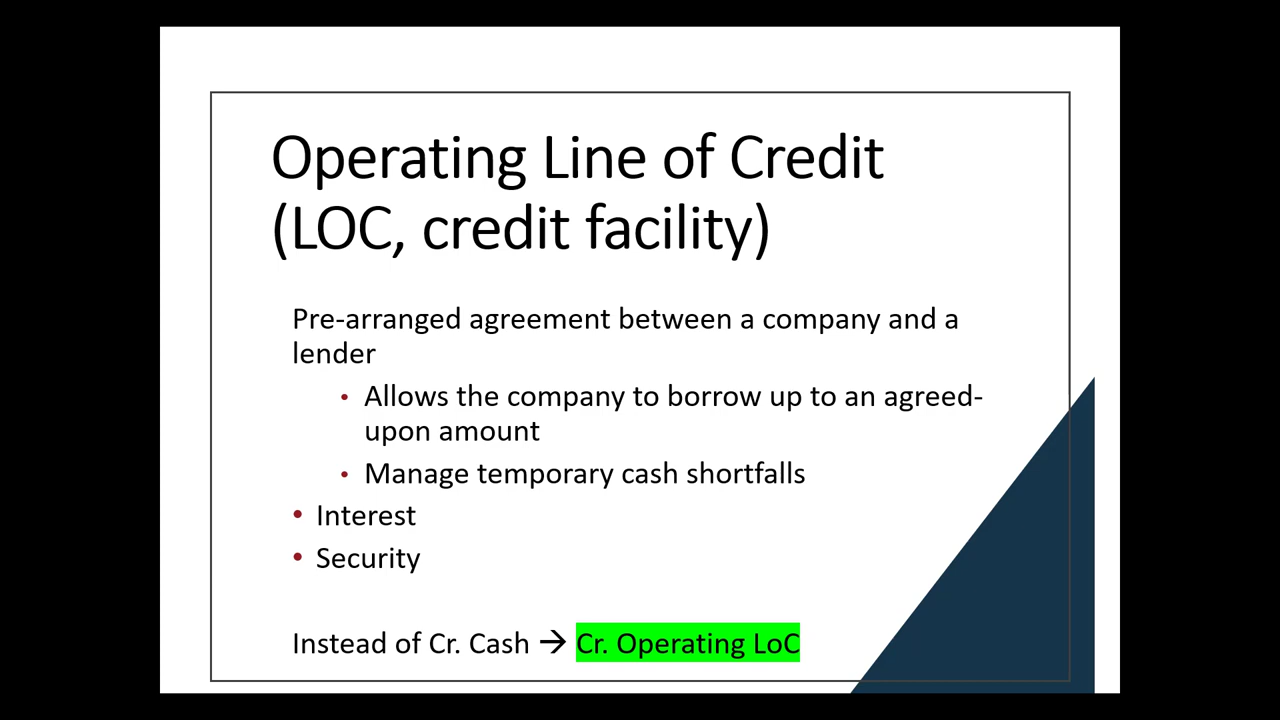 Operating Line of Credit
(LOC, credit facility)
Pre-arranged agreement between a company and a
lender
• Allows the company to borrow up to an agreed-
upon amount
• Manage temporary cash shortfalls
• Interest
• Security
Instead of Cr. Cash → Cr. Operating LoC